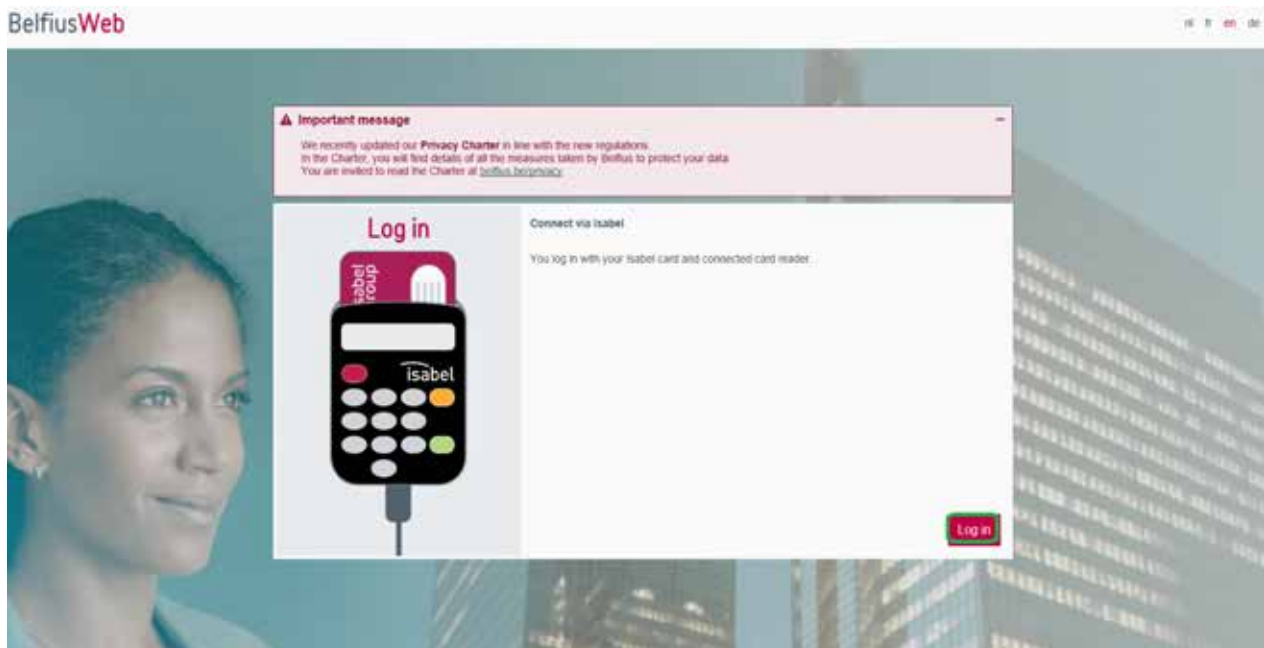 BelfiusWeb
nl fr en de
Important message
We recently updated our Privacy Charter in line with the new regulations.
In the Charter, you will find details of all the measures taken by Belfius to protect your data
You are invited to read the Charter at belfius.be/privacy
Log in
Connect via Isabel
You log in with your Isabel card and connected card reader.
isabel
group
isabel
Log in